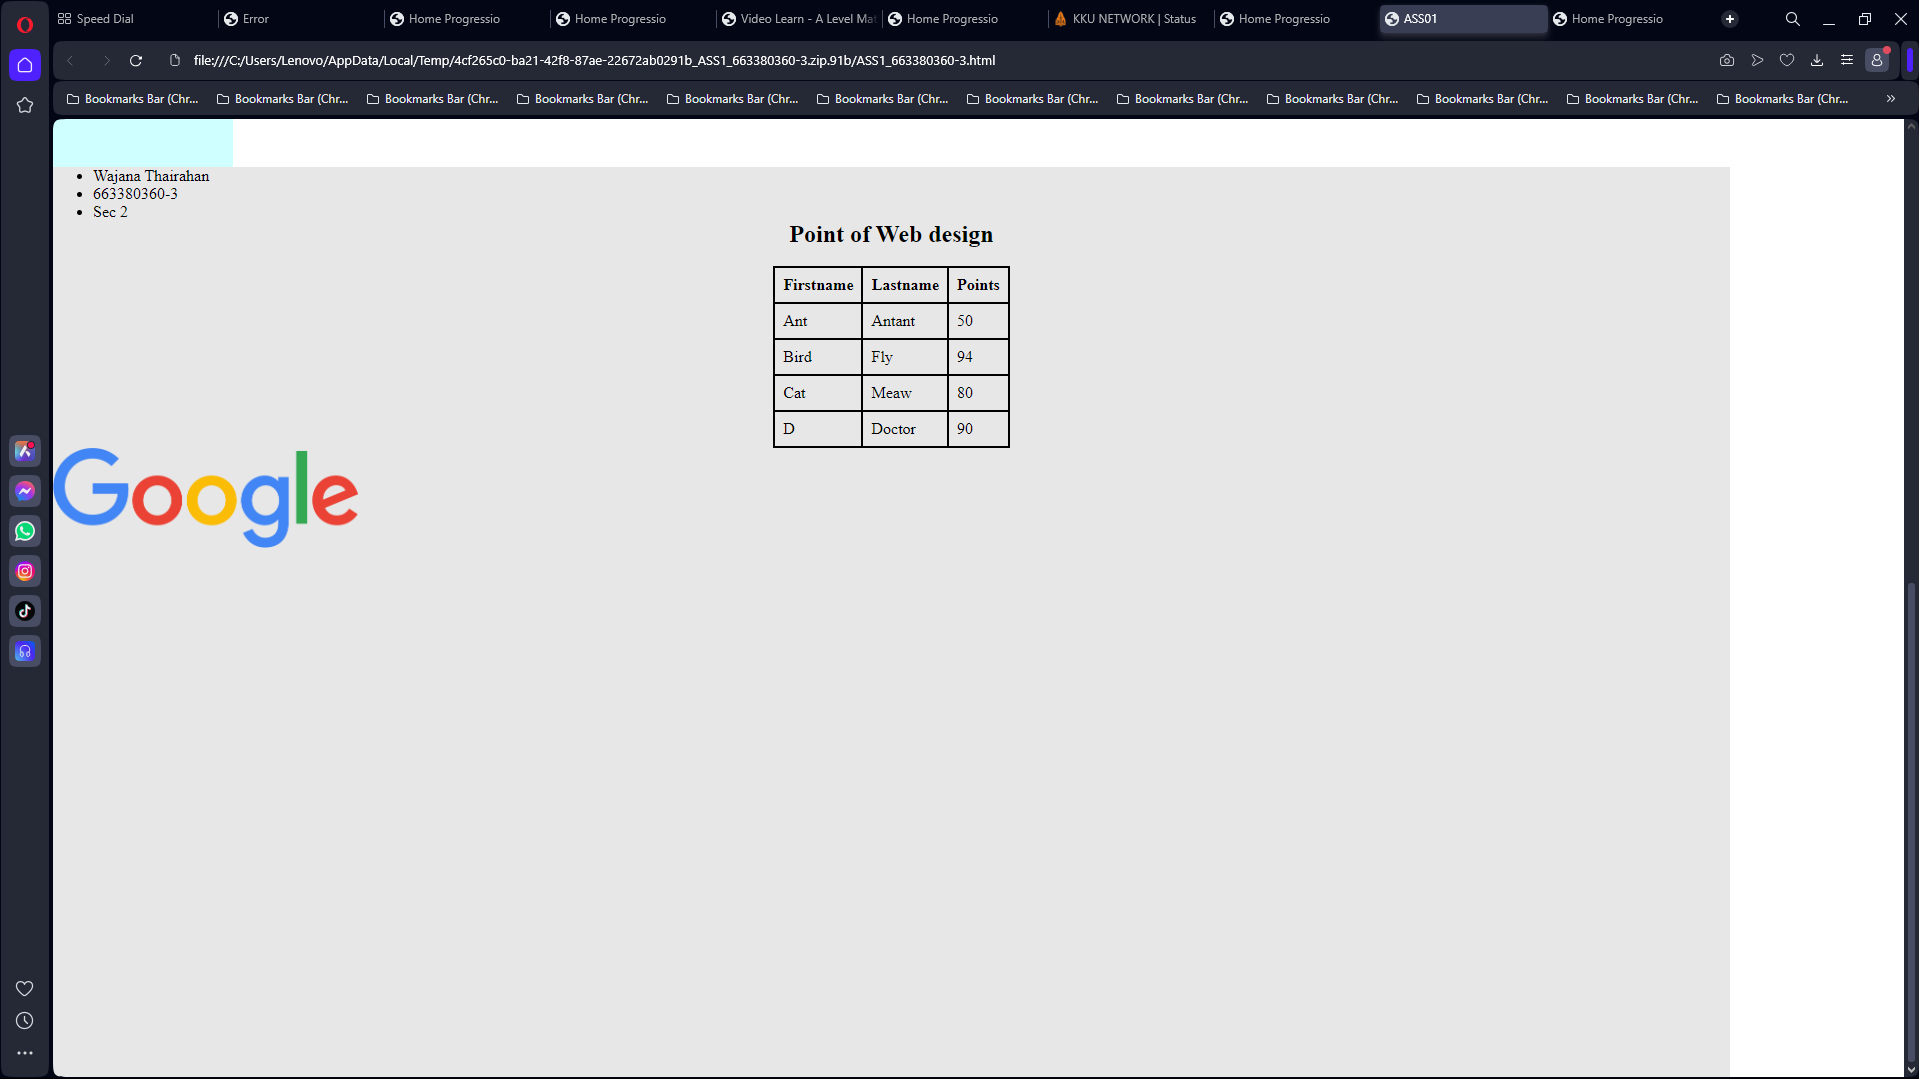 Speed Dial
Error
Home Progressio
Home Progressio
Video Learn - A Level Mat
Home Progressio
KKU NETWORK | Status
Home Progressio
ASS01
Home Progressio
file:///C:/Users/Lenovo/AppData/Local/Temp/4cf265c0-ba21-42f8-87ae-22672ab0291b_ASS1_663380360-3.zip.91b/ASS1_663380360-3.html
Bookmarks Bar (Chr...
Bookmarks Bar (Chr...
Bookmarks Bar (Chr...
Bookmarks Bar (Chr...
Bookmarks Bar (Chr...
Bookmarks Bar (Chr...
Bookmarks Bar (Chr...
Bookmarks Bar (Chr...
Bookmarks Bar (Chr...
Bookmarks Bar (Chr...
Bookmarks Bar (Chr...
Bookmarks Bar (Chr...
Wajana Thairahan
663380360-3
Sec 2
Point of Web design
Firstname Lastname Points
Ant Antant 50
Bird Fly 94
Cat Meaw 80
D Doctor 90
Google